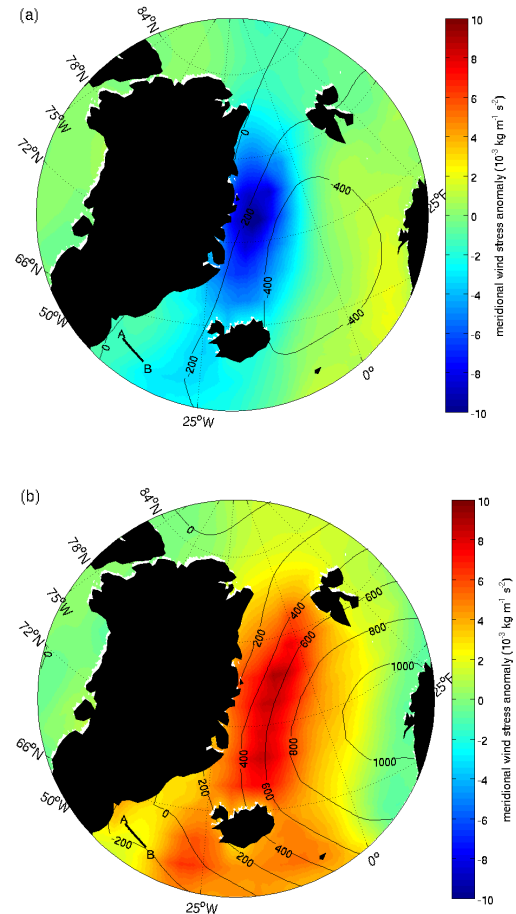 (a)
84°N
78°N
75°W
72°N
66°N
50°W
25°W
0°
25°E
0
-200
-400
-400
-400
200
0
A
B
10
8
6
4
2
0
-2
-4
-6
-8
-10
meridional wind stress anomaly (10⁻³ kg m⁻¹ s⁻²)
(b)
84°N
78°N
75°W
72°N
66°N
50°W
25°W
0°
25°E
0
0
200
400
600
600
800
1000
1000
800
400
600
200
0
-200
200
400
A
B
10
8
6
4
2
0
-2
-4
-6
-8
-10
meridional wind stress anomaly (10⁻³ kg m⁻¹ s⁻²)